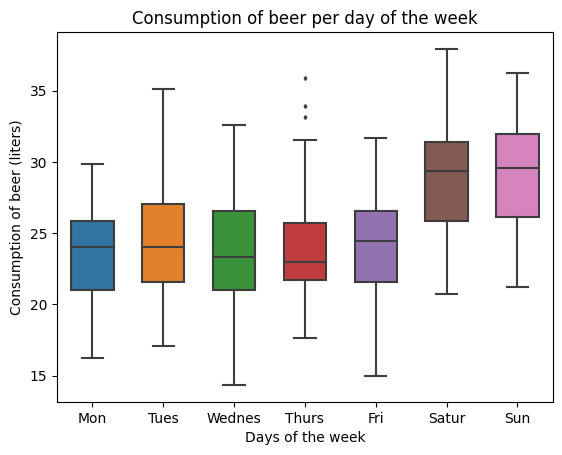 Consumption of beer per day of the week
Consumption of beer (liters)
35
30
25
20
15
Mon Tues Wednes Thurs Fri Satur Sun
Days of the week